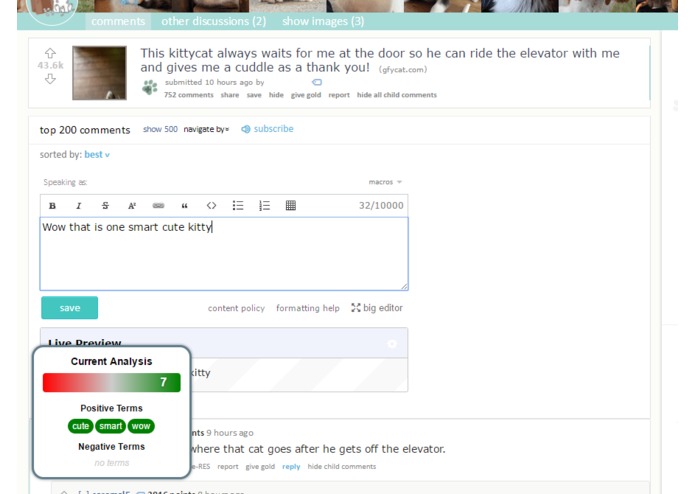 comments other discussions (2) show images (3)
This kittycat always waits for me at the door so he can ride the elevator with me
and gives me a cuddle as a thank you! (gfycat.com)
43.6k
submitted 10 hours ago by
752 comments share save hide give gold report hide all child comments
top 200 comments show 500 navigate by subscribe
sorted by: best
Speaking as: macros
B I S A 32/10000
Wow that is one smart cute kitty
save content policy formatting help big editor
Live Preview
kitty
Current Analysis
7
Positive Terms
cute smart wow
Negative Terms
no terms
nts 9 hours ago
where that cat goes after he gets off the elevator.
e-RES report give gold reply hide child comments